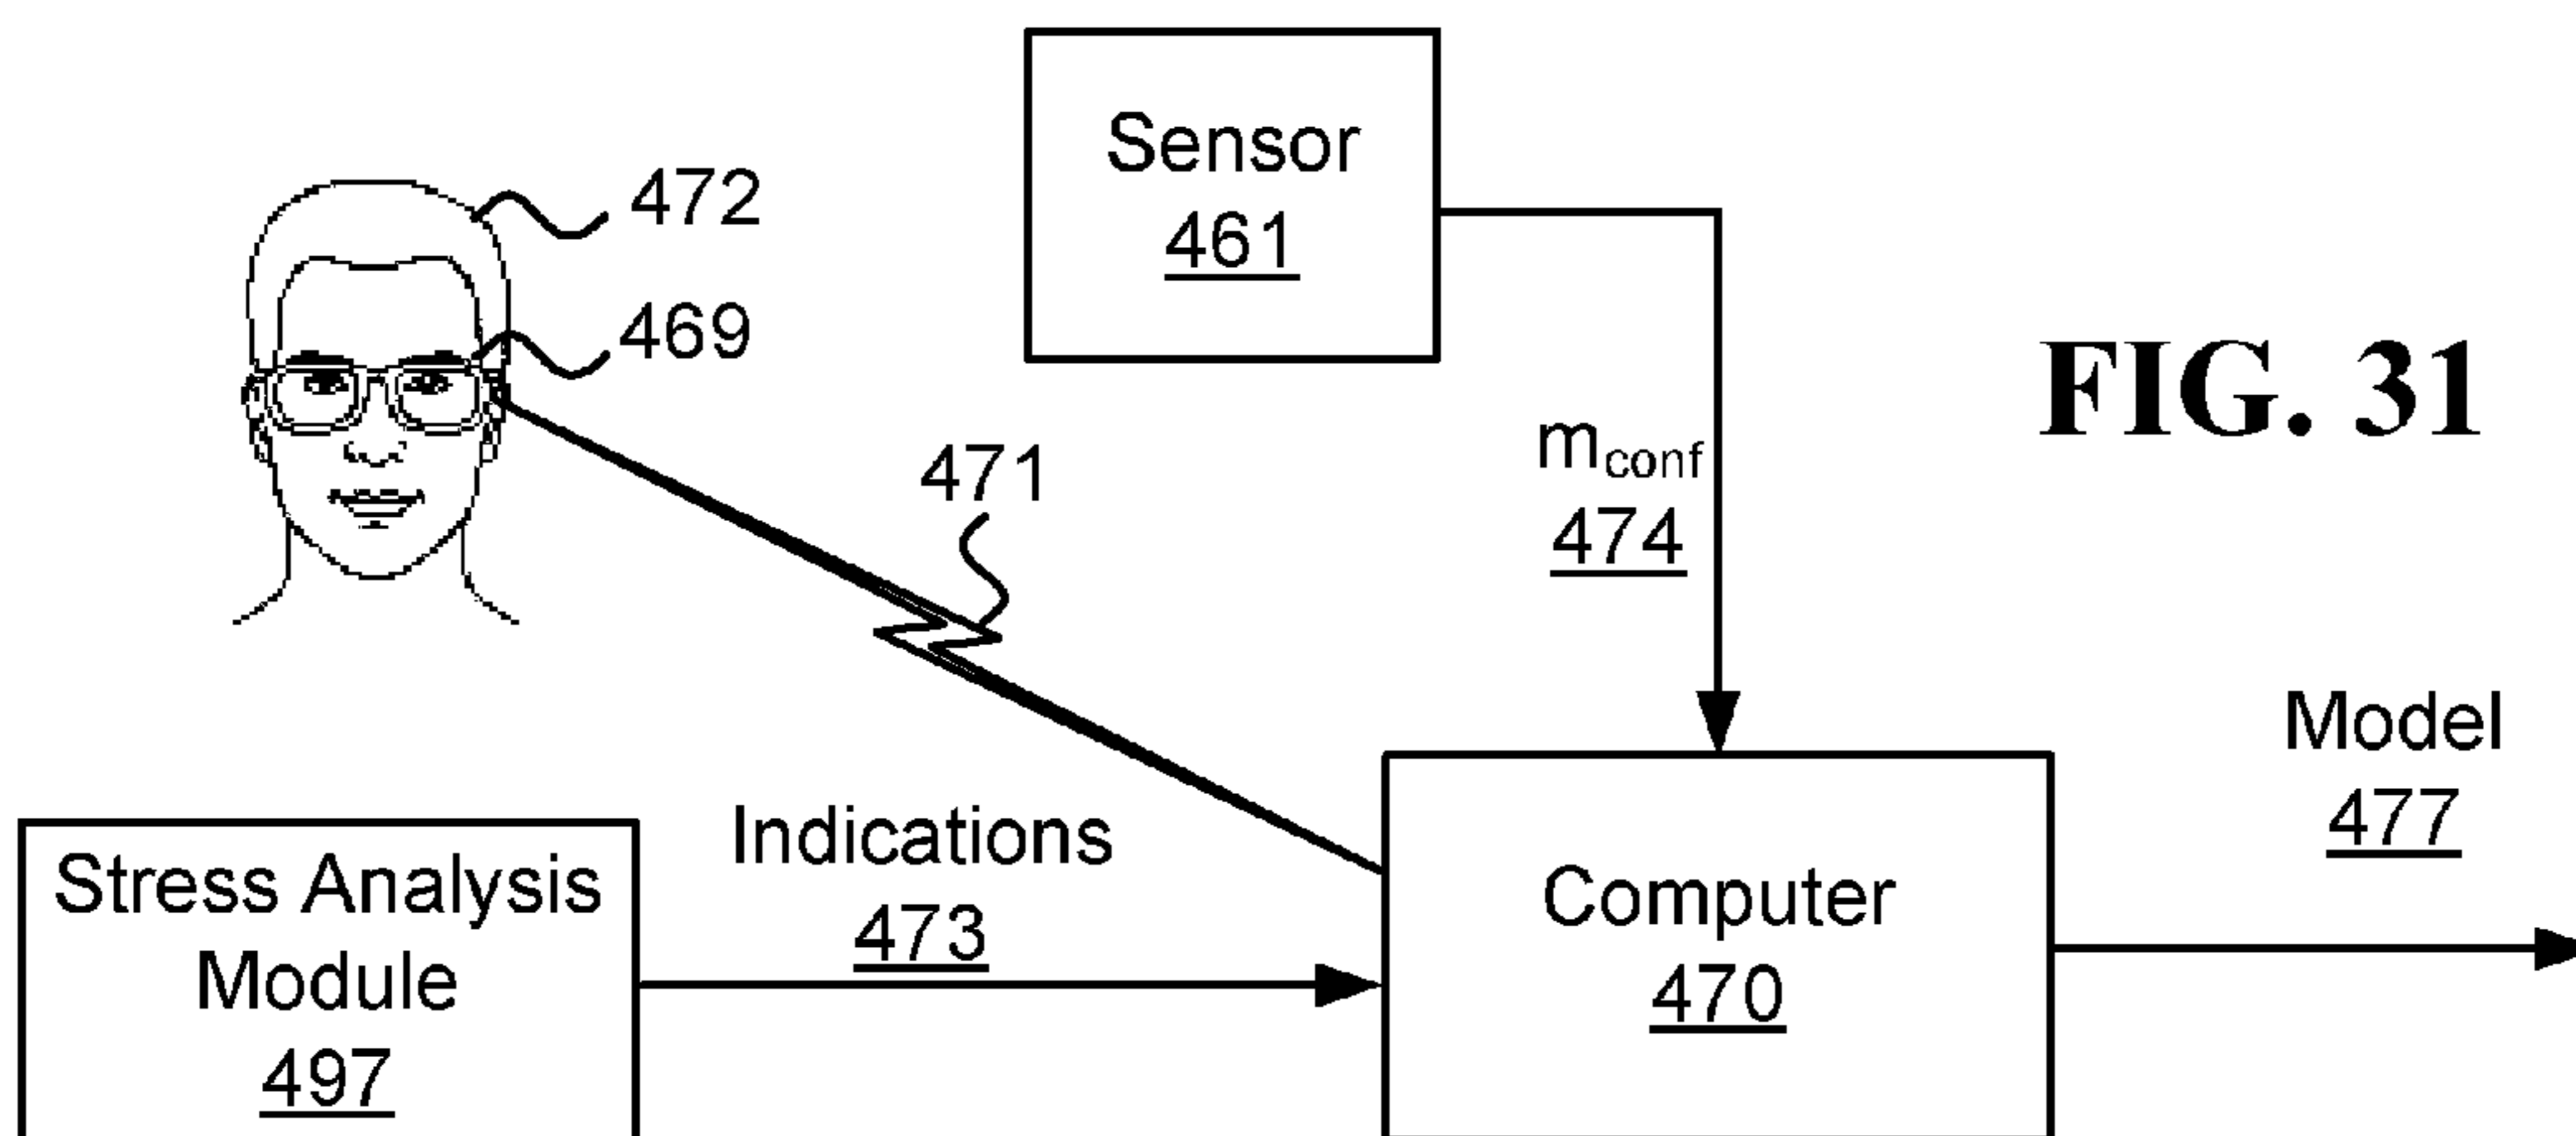 Sensor
461
472
469
FIG. 31
471
mconf
474
Model
477
Indications
473
Stress Analysis
Module
497
Computer
470